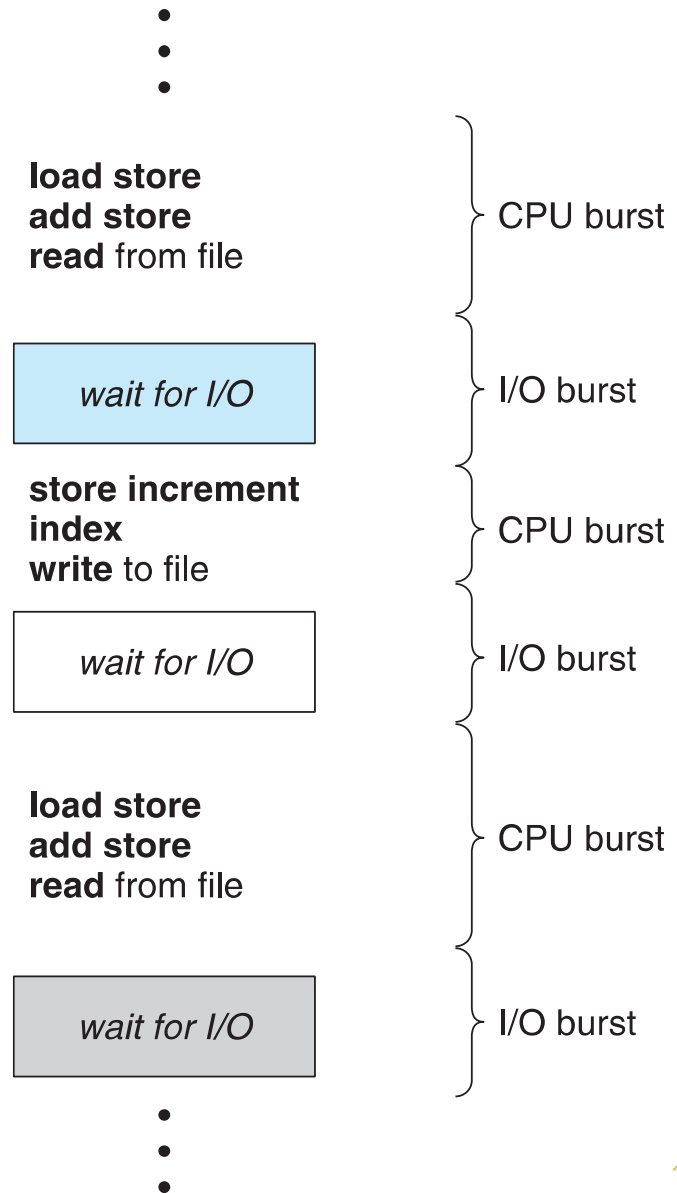 load store
add store
read from file
CPU burst
wait for I/O
I/O burst
store increment
index
write to file
CPU burst
wait for I/O
I/O burst
load store
add store
read from file
CPU burst
wait for I/O
I/O burst